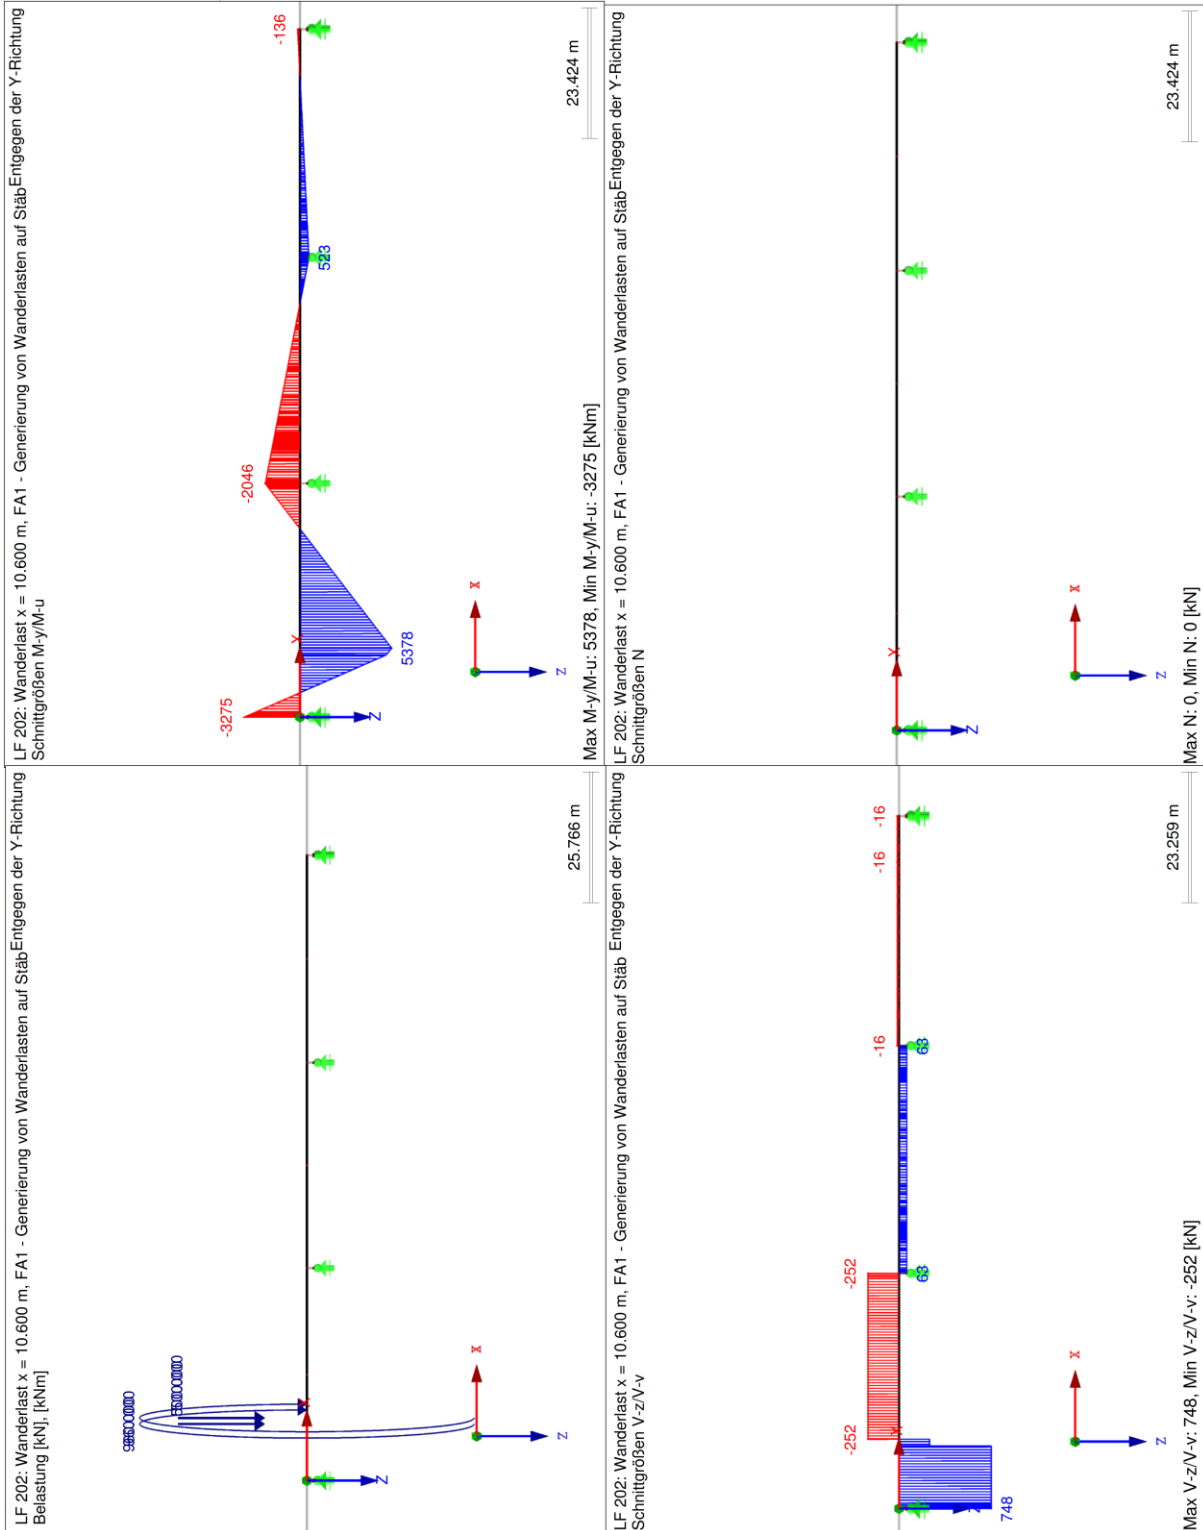 LF 202: Wanderlast x = 10.600 m, FA1 - Generierung von Wanderlasten auf Stäb Entgegen der Y-Richtung
Schnittgrößen M-y/M-u
-3275
5378
-2046
523
-136
X
Z
X
Z
23.424 m
Max M-y/M-u: 5378, Min M-y/M-u: -3275 [kNm]
LF 202: Wanderlast x = 10.600 m, FA1 - Generierung von Wanderlasten auf Stäb Entgegen der Y-Richtung
Schnittgrößen N
X
Z
X
Z
23.424 m
Max N: 0, Min N: 0 [kN]
LF 202: Wanderlast x = 10.600 m, FA1 - Generierung von Wanderlasten auf Stäb Entgegen der Y-Richtung
Belastung [kN], [kNm]
Z
X
Z
25.766 m
LF 202: Wanderlast x = 10.600 m, FA1 - Generierung von Wanderlasten auf Stäb Entgegen der Y-Richtung
Schnittgrößen V-z/V-v
748
-252
-252
63
63
-16
-16
-16
X
X
Z
23.259 m
Max V-z/V-v: 748, Min V-z/V-v: -252 [kN]